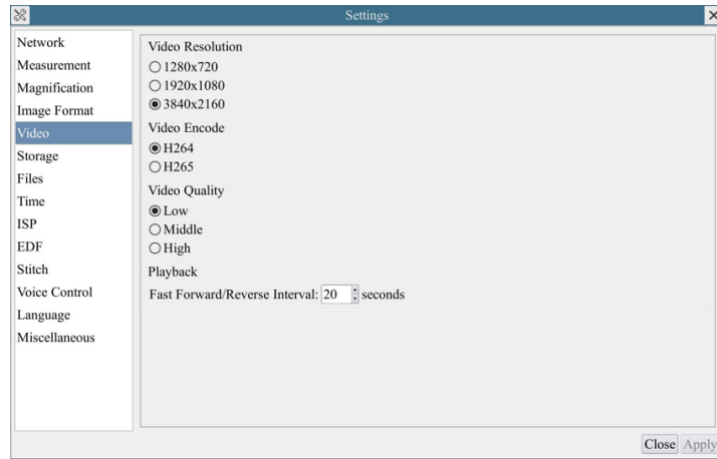 Settings
Network
Measurement
Magnification
Image Format
Video
Storage
Files
Time
ISP
EDF
Stitch
Voice Control
Language
Miscellaneous
Video Resolution
1280x720
1920x1080
3840x2160
Video Encode
H264
H265
Video Quality
Low
Middle
High
Playback
Fast Forward/Reverse Interval: 20 seconds
Close Apply